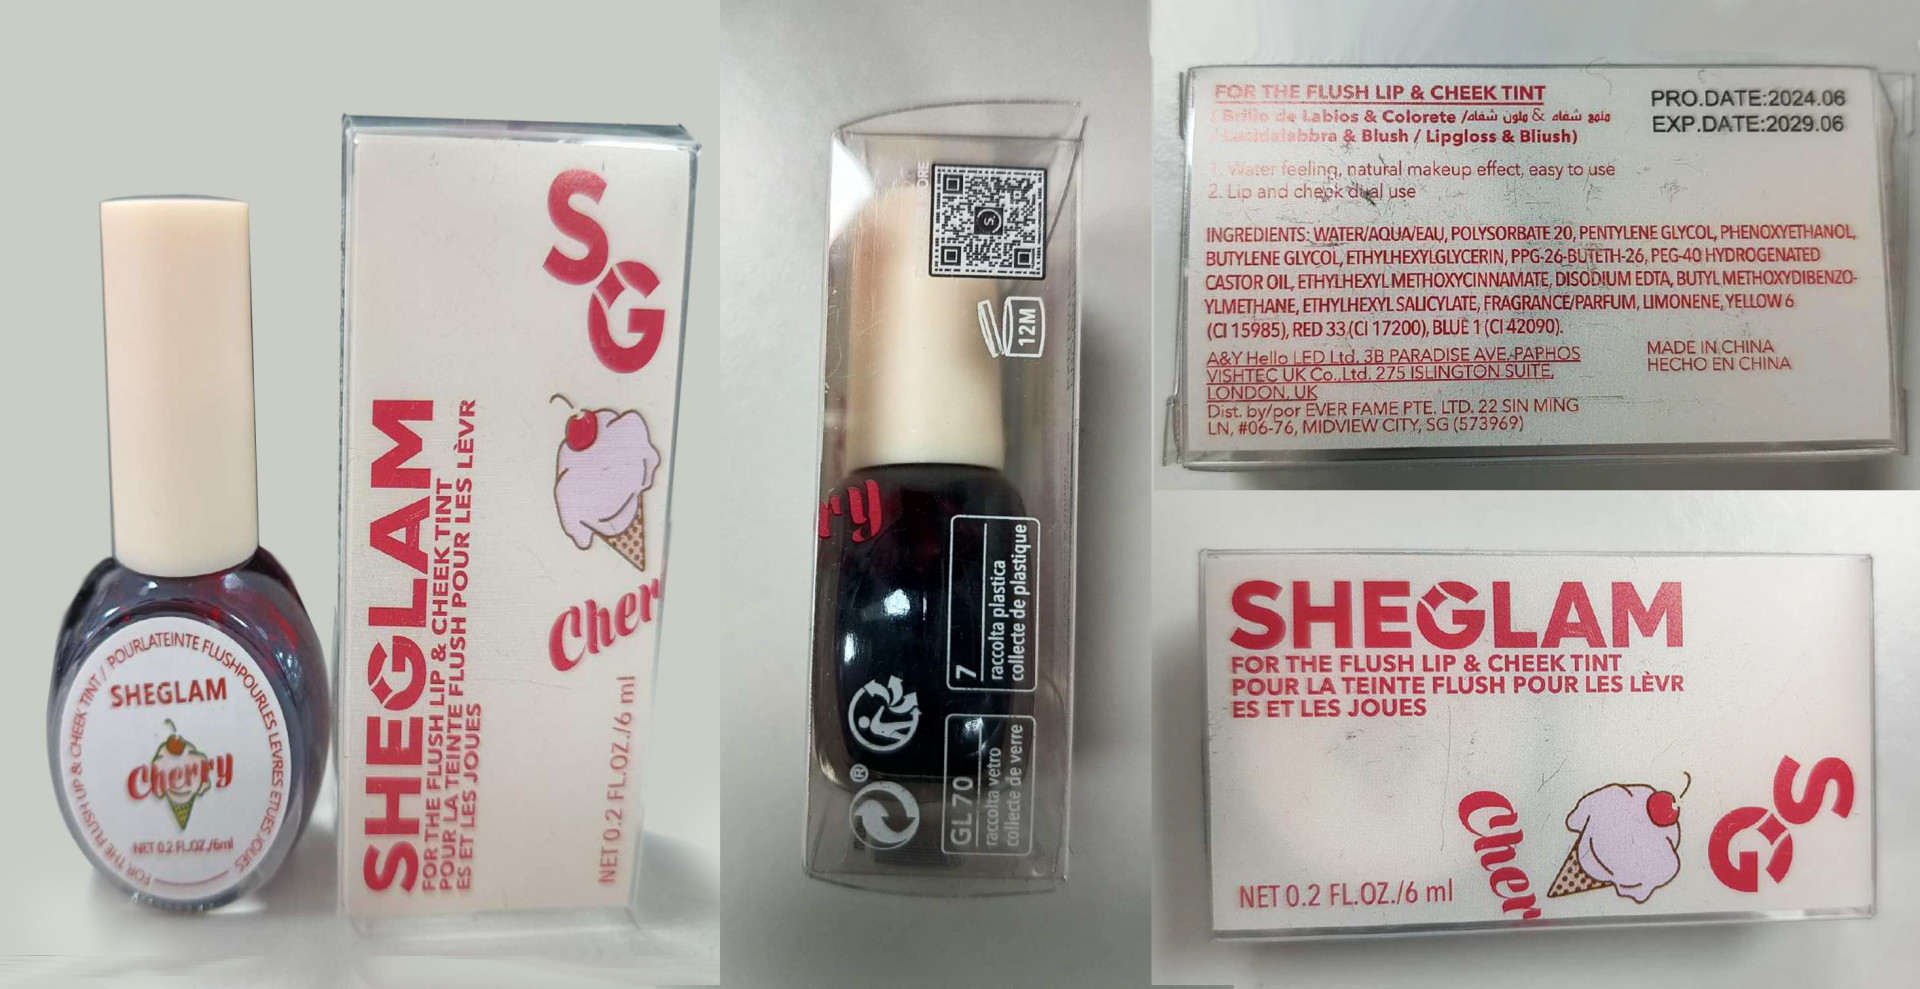 SHEGLAM
Cherry
NET 0.2 FL.OZ./6ml
FOR THE FLUSH LIP & CHEEK TINT / POURLATEINTE FLUSHPOURLES LEVRES ETLES JOUES
SG
SHEGLAM
FOR THE FLUSH LIP & CHEEK TINT
POUR LA TEINTE FLUSH POUR LES LÈVR
ES ET LES JOUES
Cher
NET 0.2 FL.OZ./6 ml
12M
rry
7
raccolta plastica
collecte de plastique
GL 70
raccolta vetro
collecte de verre
®
FOR THE FLUSH LIP & CHEEK TINT
( Brillo de Labios & Colorete / ملمع شفاه & ملون شفاه
/ Lucidalabbra & Blush / Lipgloss & Bliush)
1. Water feeling, natural makeup effect, easy to use
2. Lip and cheek dual use
PRO.DATE:2024.06
EXP.DATE:2029.06
INGREDIENTS: WATER/AQUA/EAU, POLYSORBATE 20, PENTYLENE GLYCOL, PHENOXYETHANOL,
BUTYLENE GLYCOL, ETHYLHEXYLGLYCERIN, PPG-26-BUTETH-26, PEG-40 HYDROGENATED
CASTOR OIL, ETHYLHEXYL METHOXYCINNAMATE, DISODIUM EDTA, BUTYL METHOXYDIBENZO-
YLMETHANE, ETHYLHEXYL SALICYLATE, FRAGRANCE/PARFUM, LIMONENE, YELLOW 6
(CI 15985), RED 33,(CI 17200), BLUE 1 (CI 42090).
A&Y Hello LED Ltd. 3B PARADISE AVE.PAPHOS
VISHTEC UK Co.,Ltd. 275 ISLINGTON SUITE,
LONDON, UK
Dist. by/por EVER FAME PTE. LTD. 22 SIN MING
LN, #06-76, MIDVIEW CITY, SG (573969)
MADE IN CHINA
HECHO EN CHINA
SHEGLAM
FOR THE FLUSH LIP & CHEEK TINT
POUR LA TEINTE FLUSH POUR LES LÈVR
ES ET LES JOUES
SG
Cher
NET 0.2 FL.OZ./6 ml